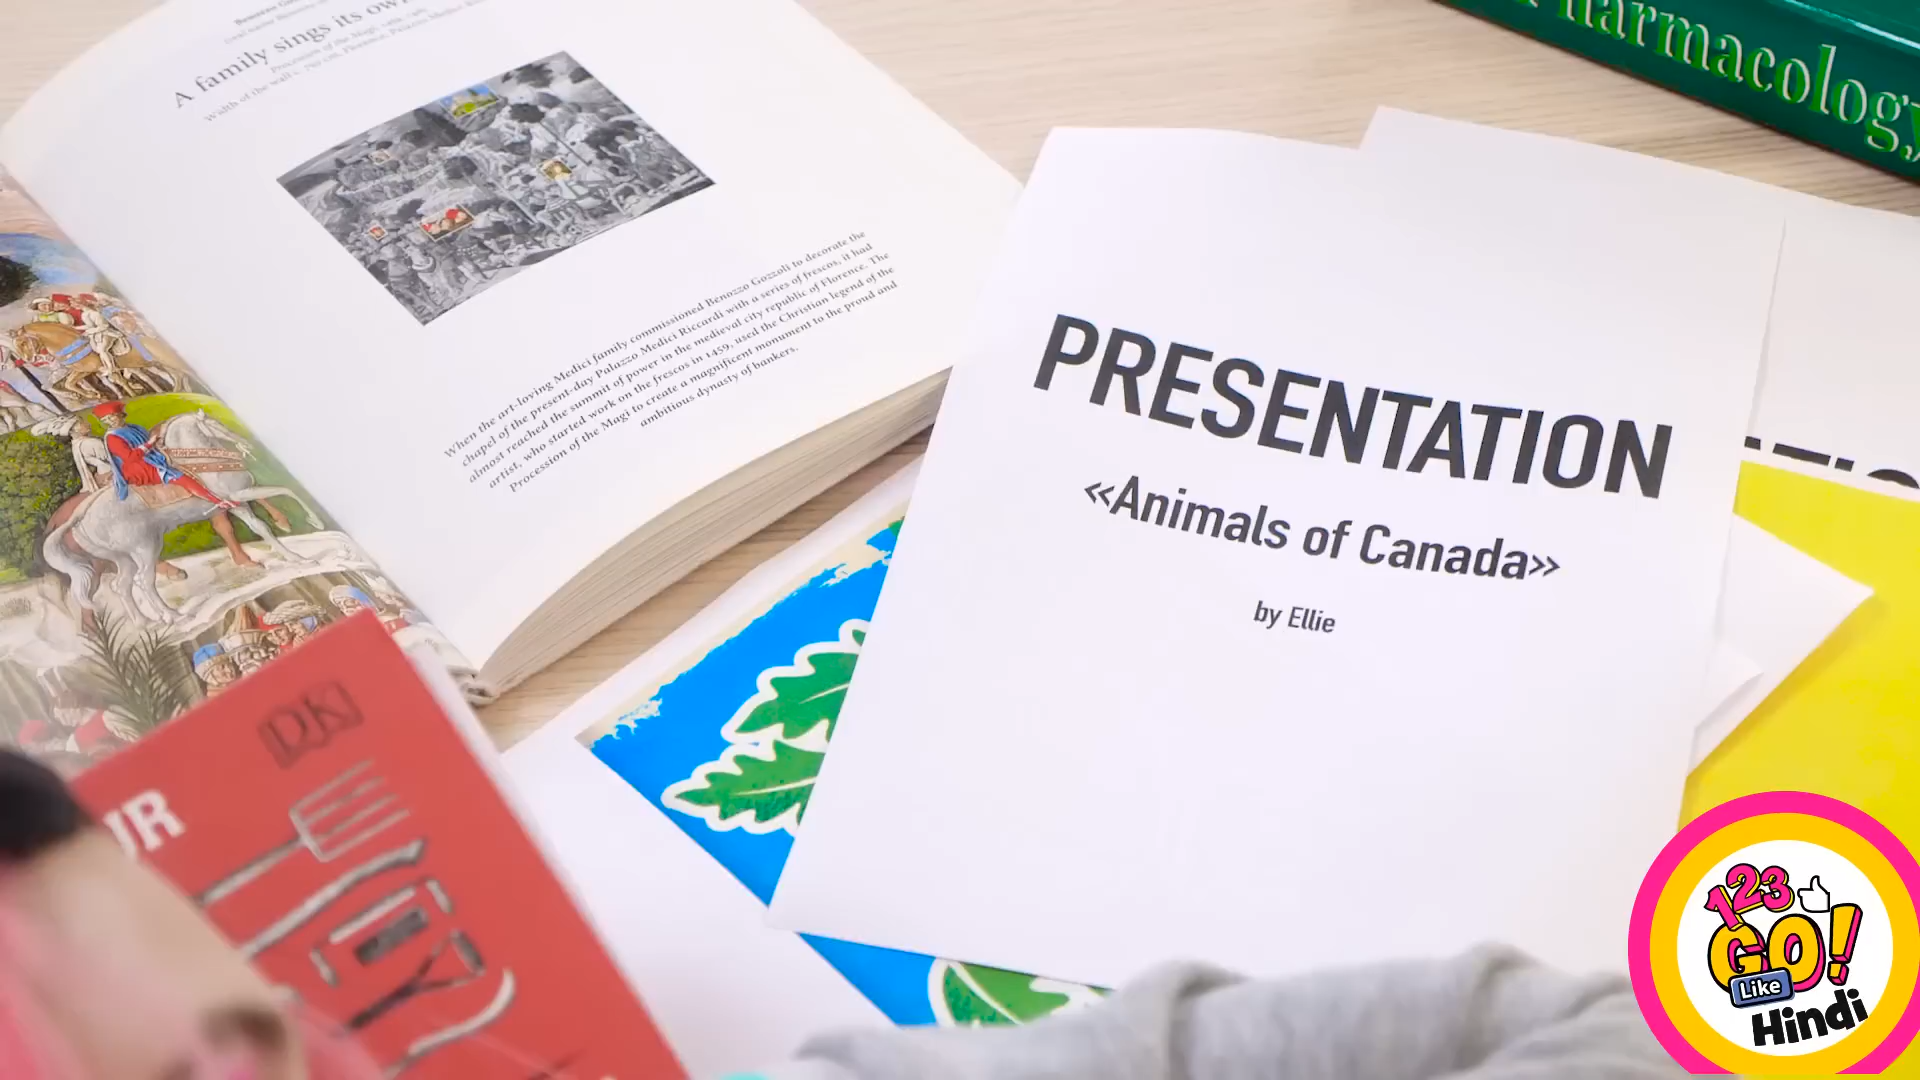 A family sings its own
When the art-loving Medici family commissioned Benozzo Gozzoli to decorate the
chapel of the present-day Palazzo Medici Riccardi with a series of frescos, it had
almost reached the summit of power in the medieval city republic of Florence. The
artist, who started work on the frescos in 1459, used the Christian legend of the
Procession of the Magi to create a magnificent monument to the proud and
ambitious dynasty of bankers.
Pharmacology
PRESENTATION
«Animals of Canada»
by Ellie
DK
123
GO!
Like
Hindi